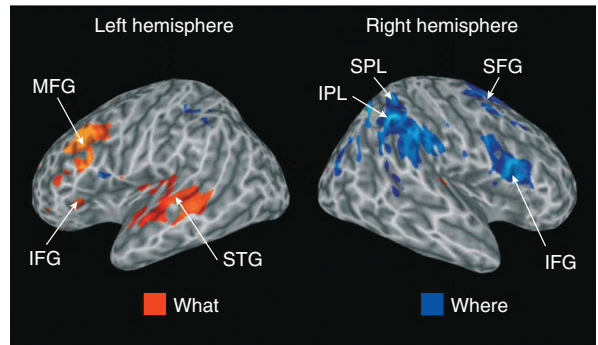 Left hemisphere
Right hemisphere
MFG
SPL
SFG
IPL
IFG
STG
IFG
What
Where